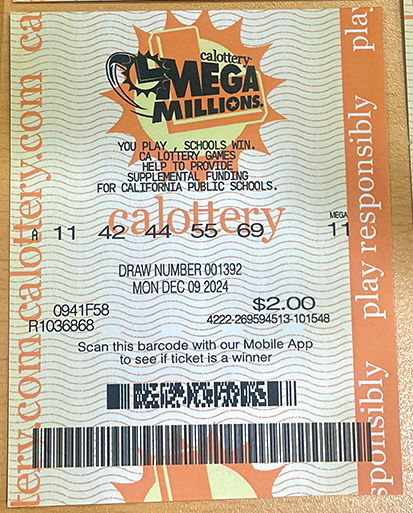 calottery
MEGA
MILLIONS.
YOU PLAY , SCHOOLS WIN.
CA LOTTERY GAMES
HELP TO PROVIDE
SUPPLEMENTAL FUNDING
FOR CALIFORNIA PUBLIC SCHOOLS.
calottery
MEGA
A 11 42 44 55 69 11
DRAW NUMBER 001392
MON DEC 09 2024
0941F58 $2.00
R1036868 4222-269594513-101548
Scan this barcode with our Mobile App
to see if ticket is a winner
tery.com calottery.com ca
ponsibly play responsibly play